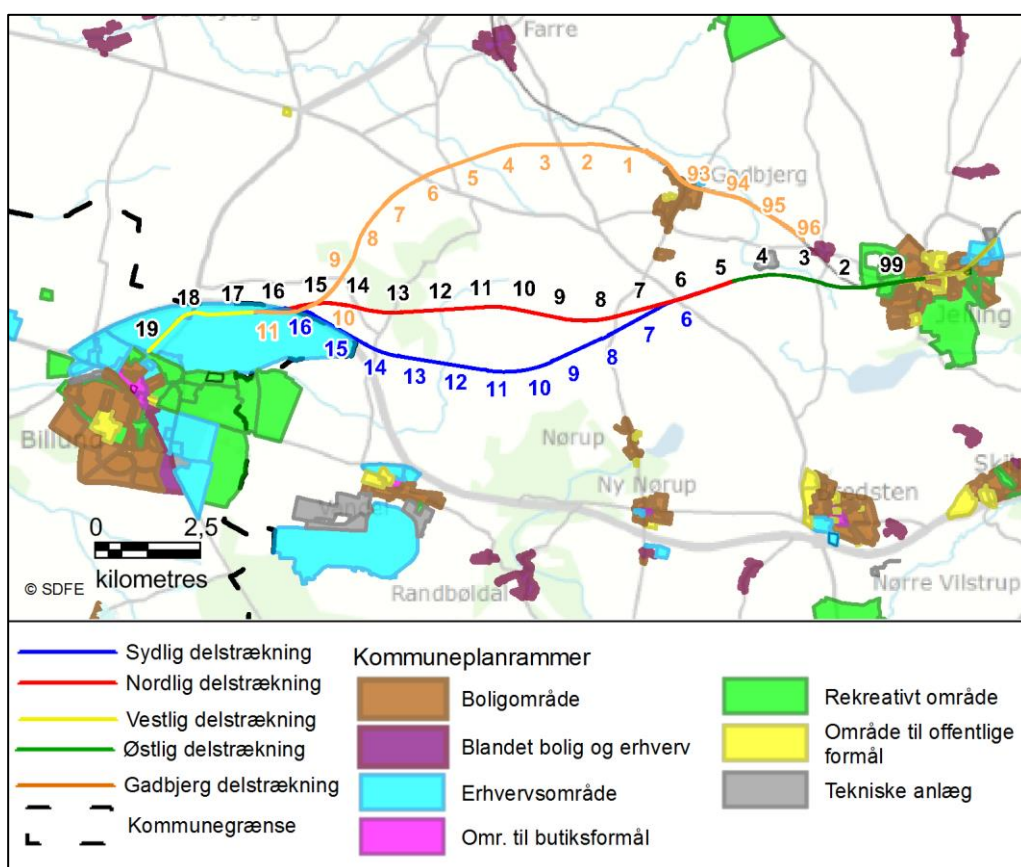 Farre
4 3 2 1
5
6
7
8
9
10
11
93
Gadbjerg
94
95
96
19
18
17
16
15
14
13
12
11
10
9
8
7
6
5
4
3
2
99
Jelling
16
15
14
13
12
11
10
9
8
7
6
Billund
Nørup
Ny Nørup
Vandel
Bredsten
Randbøldal
Nørre Vilstrup
0 2,5
kilometres
© SDFE
Sydlig delstrækning
Nordlig delstrækning
Vestlig delstrækning
Østlig delstrækning
Gadbjerg delstrækning
Kommunegrænse
Kommuneplanrammer
Boligområde
Blandet bolig og erhverv
Erhvervsområde
Omr. til butiksformål
Rekreativt område
Område til offentlige
formål
Tekniske anlæg